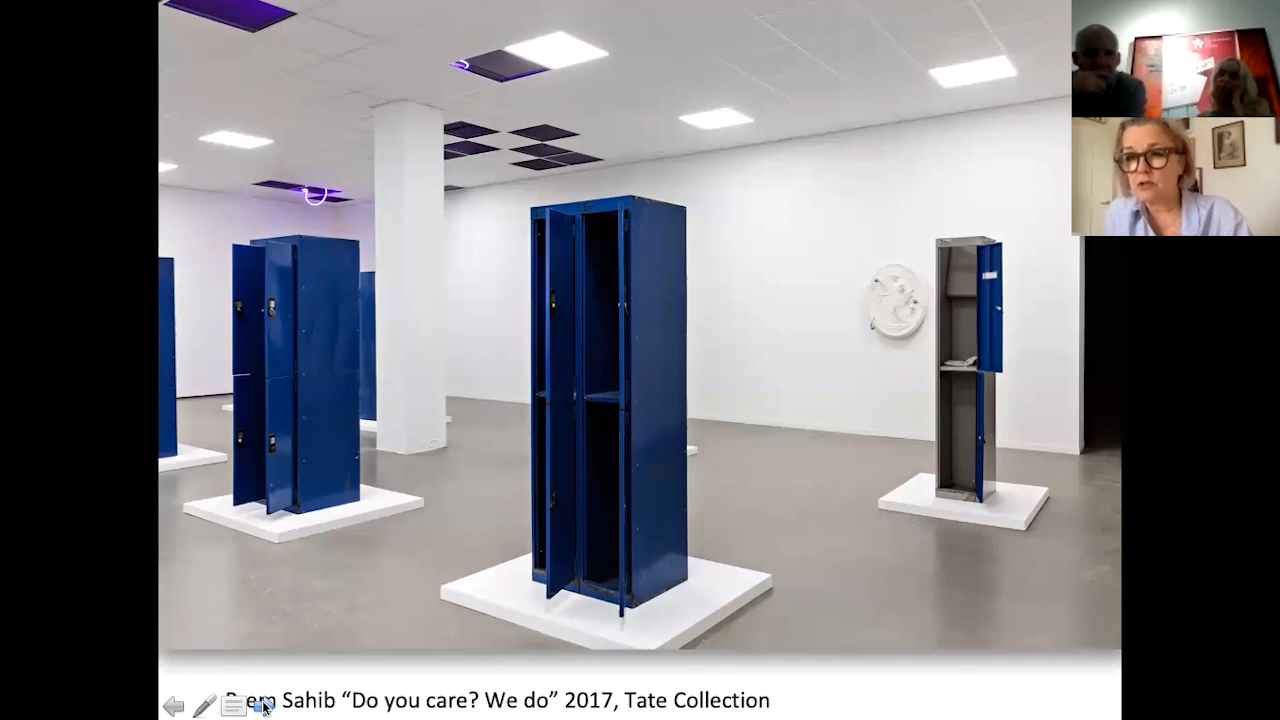 Sahib “Do you care? We do” 2017, Tate Collection